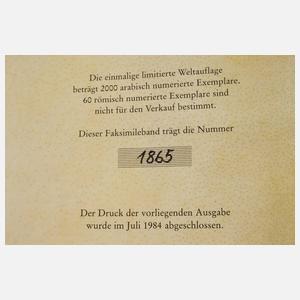 Die einmalige limitierte Weltauflage
beträgt 2000 arabisch numerierte Exemplare.
60 römisch numerierte Exemplare sind
nicht für den Verkauf bestimmt.
Dieser Faksimileband trägt die Nummer
1865
Der Druck der vorliegenden Ausgabe
wurde im Juli 1984 abgeschlossen.